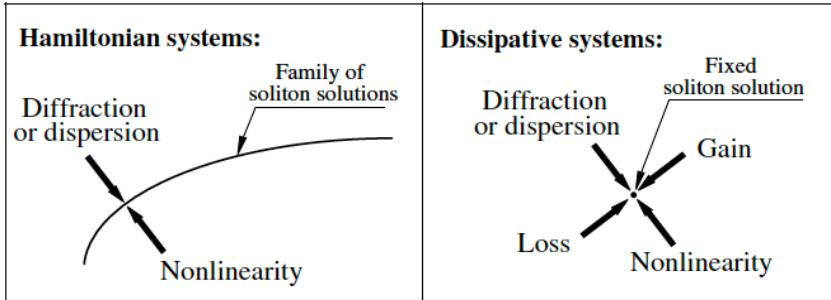 Hamiltonian systems:
Family of
soliton solutions
Diffraction
or dispersion
Nonlinearity
Dissipative systems:
Fixed
soliton solution
Diffraction
or dispersion
Gain
Loss
Nonlinearity